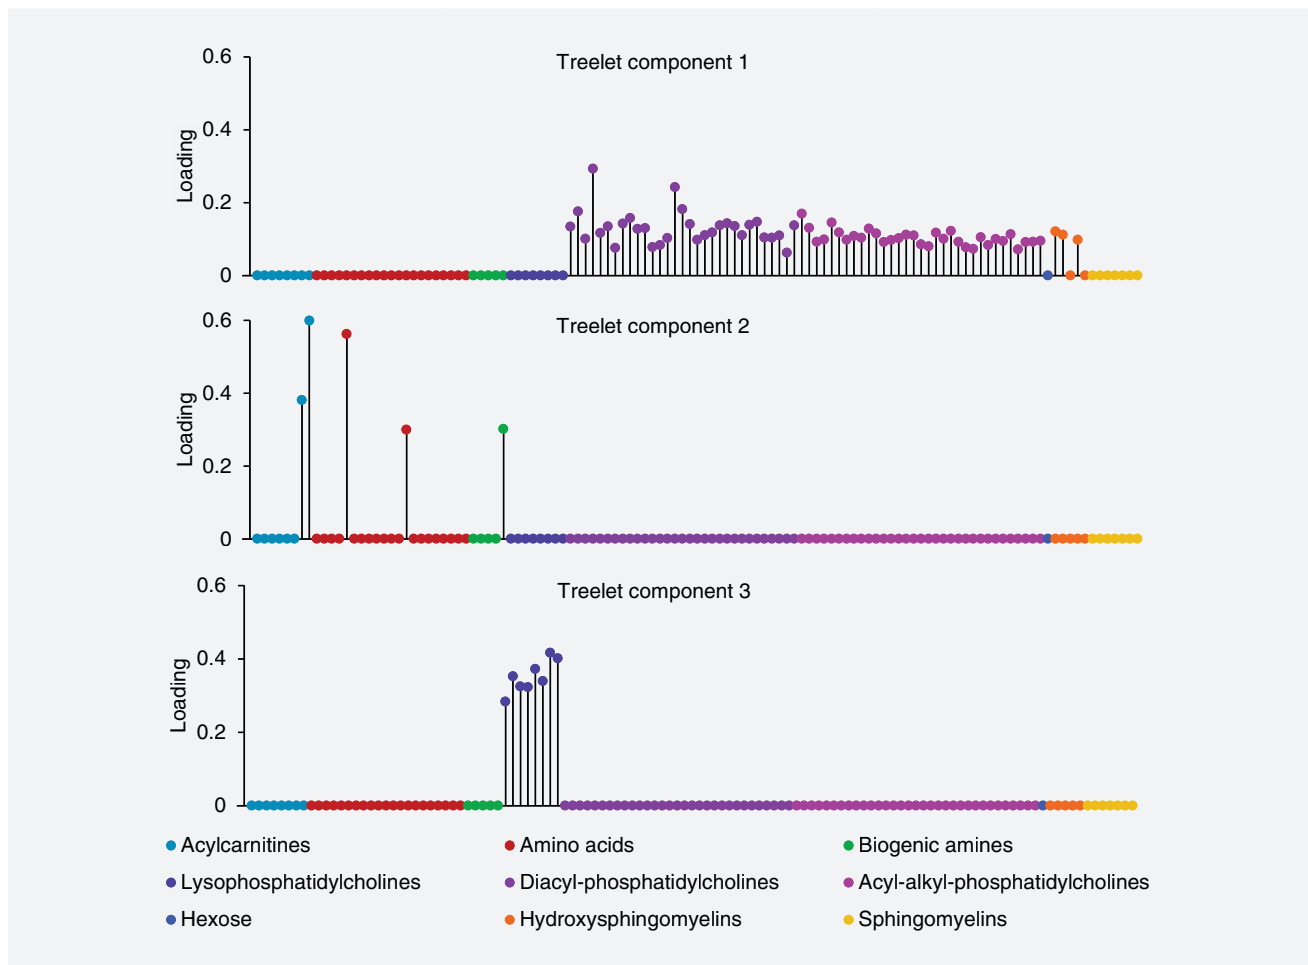 Treelet component 1
0.6
0.4
0.2
0
Loading
Treelet component 2
0.6
0.4
0.2
0
Loading
Treelet component 3
0.6
0.4
0.2
0
Loading
Acylcarnitines
Amino acids
Biogenic amines
Lysophosphatidylcholines
Diacyl-phosphatidylcholines
Acyl-alkyl-phosphatidylcholines
Hexose
Hydroxysphingomyelins
Sphingomyelins